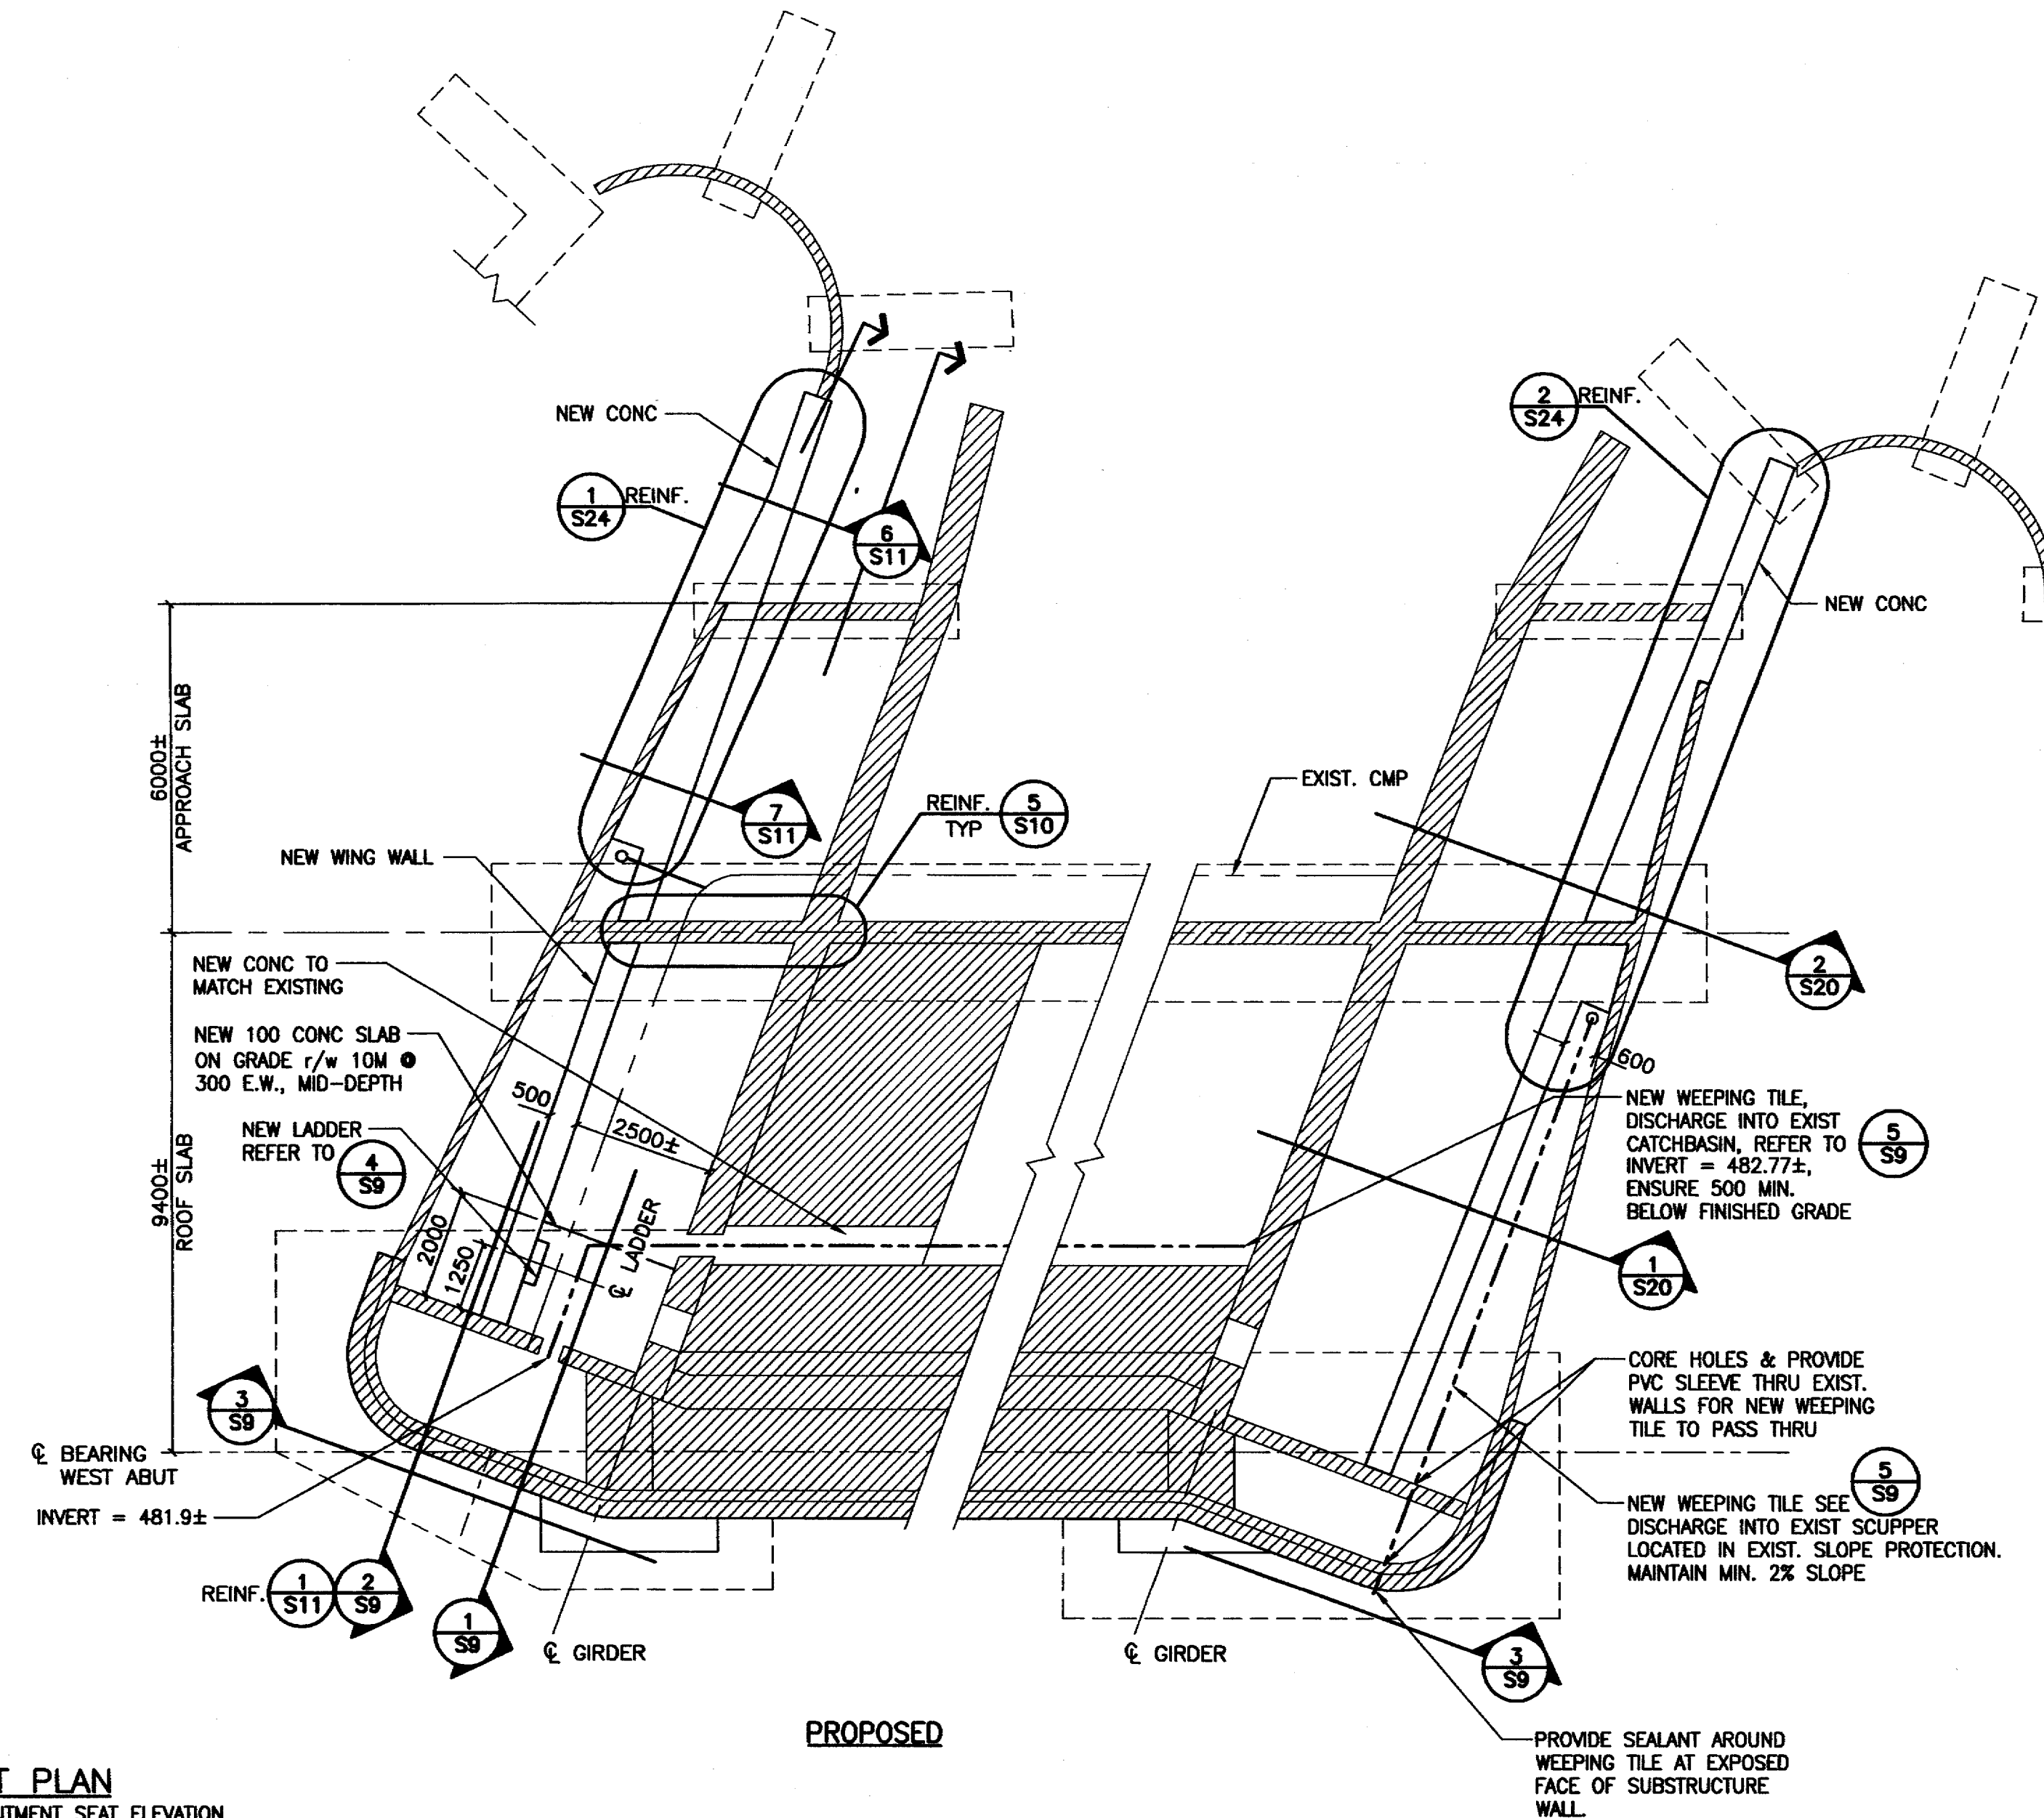 NEW CONC
1
S24
REINF.
6
S11
2
S24
REINF.
NEW CONC
6000±
APPROACH SLAB
7
S11
REINF.
TYP
5
S10
EXIST. CMP
NEW WING WALL
2
S20
NEW CONC TO
MATCH EXISTING
NEW 100 CONC SLAB
ON GRADE r/w 10M @
300 E.W., MID-DEPTH
NEW LADDER
REFER TO
4
S9
500
2500±
600
NEW WEEPING TILE,
DISCHARGE INTO EXIST
CATCHBASIN, REFER TO
INVERT = 482.77±,
ENSURE 500 MIN.
BELOW FINISHED GRADE
5
S9
9400±
ROOF SLAB
2000
1250
℄ LADDER
1
S20
CORE HOLES & PROVIDE
PVC SLEEVE THRU EXIST.
WALLS FOR NEW WEEPING
TILE TO PASS THRU
3
S9
℄ BEARING
WEST ABUT
INVERT = 481.9±
NEW WEEPING TILE SEE
5
S9
DISCHARGE INTO EXIST SCUPPER
LOCATED IN EXIST. SLOPE PROTECTION.
MAINTAIN MIN. 2% SLOPE
REINF.
1
S11
2
S9
1
S9
℄ GIRDER
℄ GIRDER
3
S9
PROPOSED
PROVIDE SEALANT AROUND
WEEPING TILE AT EXPOSED
FACE OF SUBSTRUCTURE
WALL.
PLAN
SEAT ELEVATION